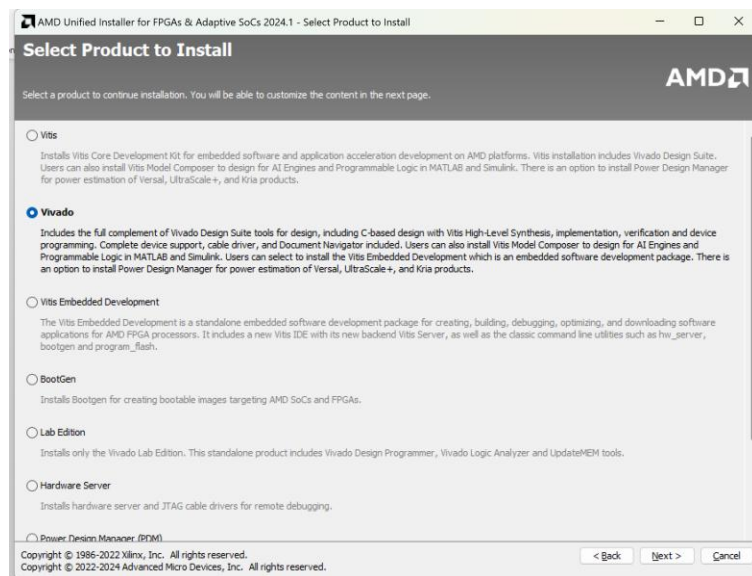 AMD Unified Installer for FPGAs & Adaptive SoCs 2024.1 - Select Product to Install
Select Product to Install
AMD
Select a product to continue installation. You will be able to customize the content in the next page.
Vitis
Installs Vitis Core Development Kit for embedded software and application acceleration development on AMD platforms. Vitis installation includes Vivado Design Suite.
Users can also install Vitis Model Composer to design for AI Engines and Programmable Logic in MATLAB and Simulink. There is an option to install Power Design Manager
for power estimation of Versal, UltraScale+, and Kria products.
Vivado
Includes the full complement of Vivado Design Suite tools for design, including C-based design with Vitis High-Level Synthesis, implementation, verification and device
programming. Complete device support, cable driver, and Document Navigator included. Users can also install Vitis Model Composer to design for AI Engines and
Programmable Logic in MATLAB and Simulink. Users can select to install the Vitis Embedded Development which is an embedded software development package. There is
an option to install Power Design Manager for power estimation of Versal, UltraScale+, and Kria products.
Vitis Embedded Development
The Vitis Embedded Development is a standalone embedded software development package for creating, building, debugging, optimizing, and downloading software
applications for AMD FPGA processors. It includes a new Vitis IDE with its new backend Vitis Server, as well as the classic command line utilities such as hw_server,
bootgen and program_flash.
BootGen
Installs Bootgen for creating bootable images targeting AMD SoCs and FPGAs.
Lab Edition
Installs only the Vivado Lab Edition. This standalone product includes Vivado Design Programmer, Vivado Logic Analyzer and UpdateMEM tools.
Hardware Server
Installs hardware server and JTAG cable drivers for remote debugging.
Power Design Manager (PDM)
Copyright © 1986-2022 Xilinx, Inc. All rights reserved.
Copyright © 2022-2024 Advanced Micro Devices, Inc. All rights reserved.
< Back Next > Cancel